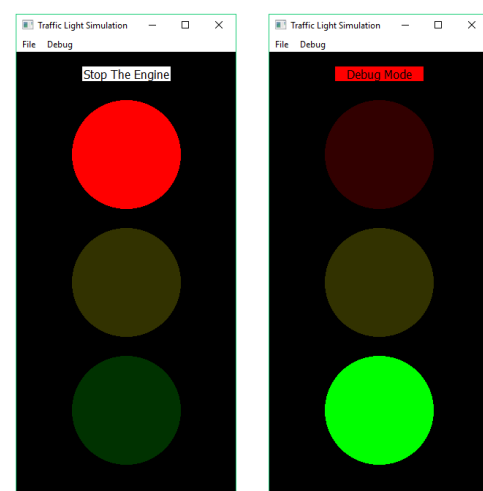 Traffic Light Simulation
File Debug
Stop The Engine
Traffic Light Simulation
File Debug
Debug Mode